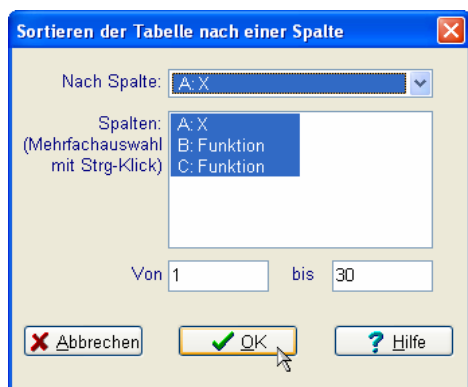 Sortieren der Tabelle nach einer Spalte
Nach Spalte: A: X
Spalten:
(Mehrfachauswahl
mit Strg-Klick)
A: X
B: Funktion
C: Funktion
Von 1 bis 30
Abbrechen OK Hilfe